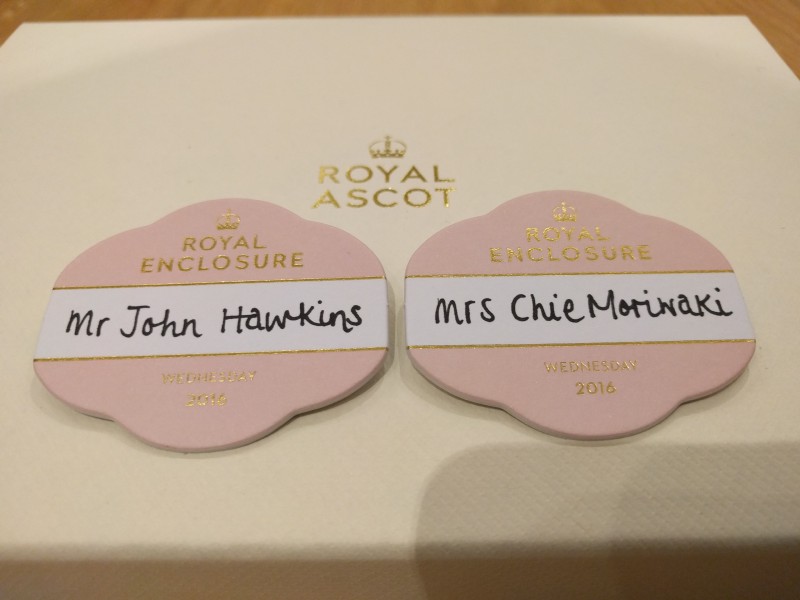 ROYAL
ASCOT
ROYAL
ENCLOSURE
Mr John Hawkins
WEDNESDAY
2016
ROYAL
ENCLOSURE
Mrs Chie Moriwaki
WEDNESDAY
2016